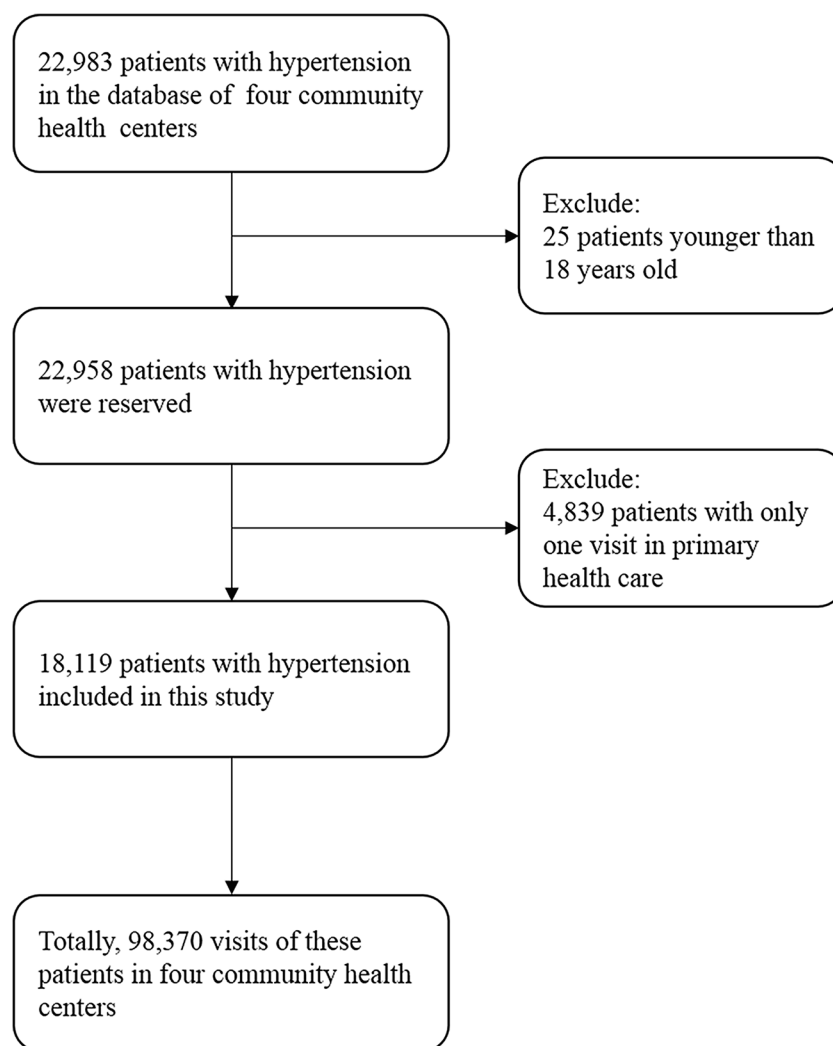 22,983 patients with hypertension
in the database of four community
health centers
Exclude:
25 patients younger than
18 years old
22,958 patients with hypertension
were reserved
Exclude:
4,839 patients with only
one visit in primary
health care
18,119 patients with hypertension
included in this study
Totally, 98,370 visits of these
patients in four community health
centers